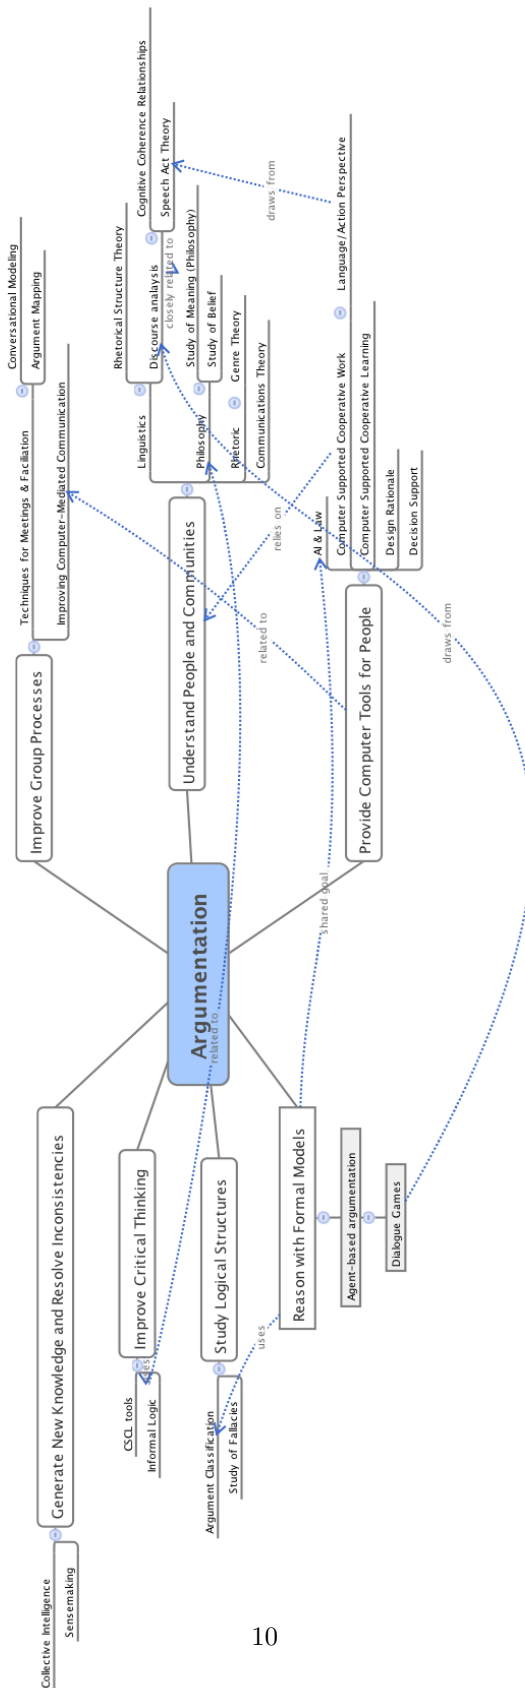 Argumentation
Improve Group Processes
Techniques for Meetings & Faciliation
Conversational Modeling
Argument Mapping
Improving Computer-Mediated Communication
Understand People and Communities
Linguistics
Rhetorical Structure Theory
Discourse analaysis
Cognitive Coherence Relationships
Speech Act Theory
closely related to
Philosophy
Study of Meaning (Philosophy)
Study of Belief
Rhetoric
Genre Theory
Communications Theory
Provide Computer Tools for People
AI & Law
Computer Supported Cooperative Work
Language/Action Perspective
Computer Supported Cooperative Learning
Design Rationale
Decision Support
draws from
relies on
related to
draws from
shared goal
related to
Generate New Knowledge and Resolve Inconsistencies
Collective Intelligence
Sensemaking
Improve Critical Thinking
CSCL tools
Informal Logic
Study Logical Structures
Argument Classification
Study of Fallacies
uses
Reason with Formal Models
Agent-based argumentation
Dialogue Games
10